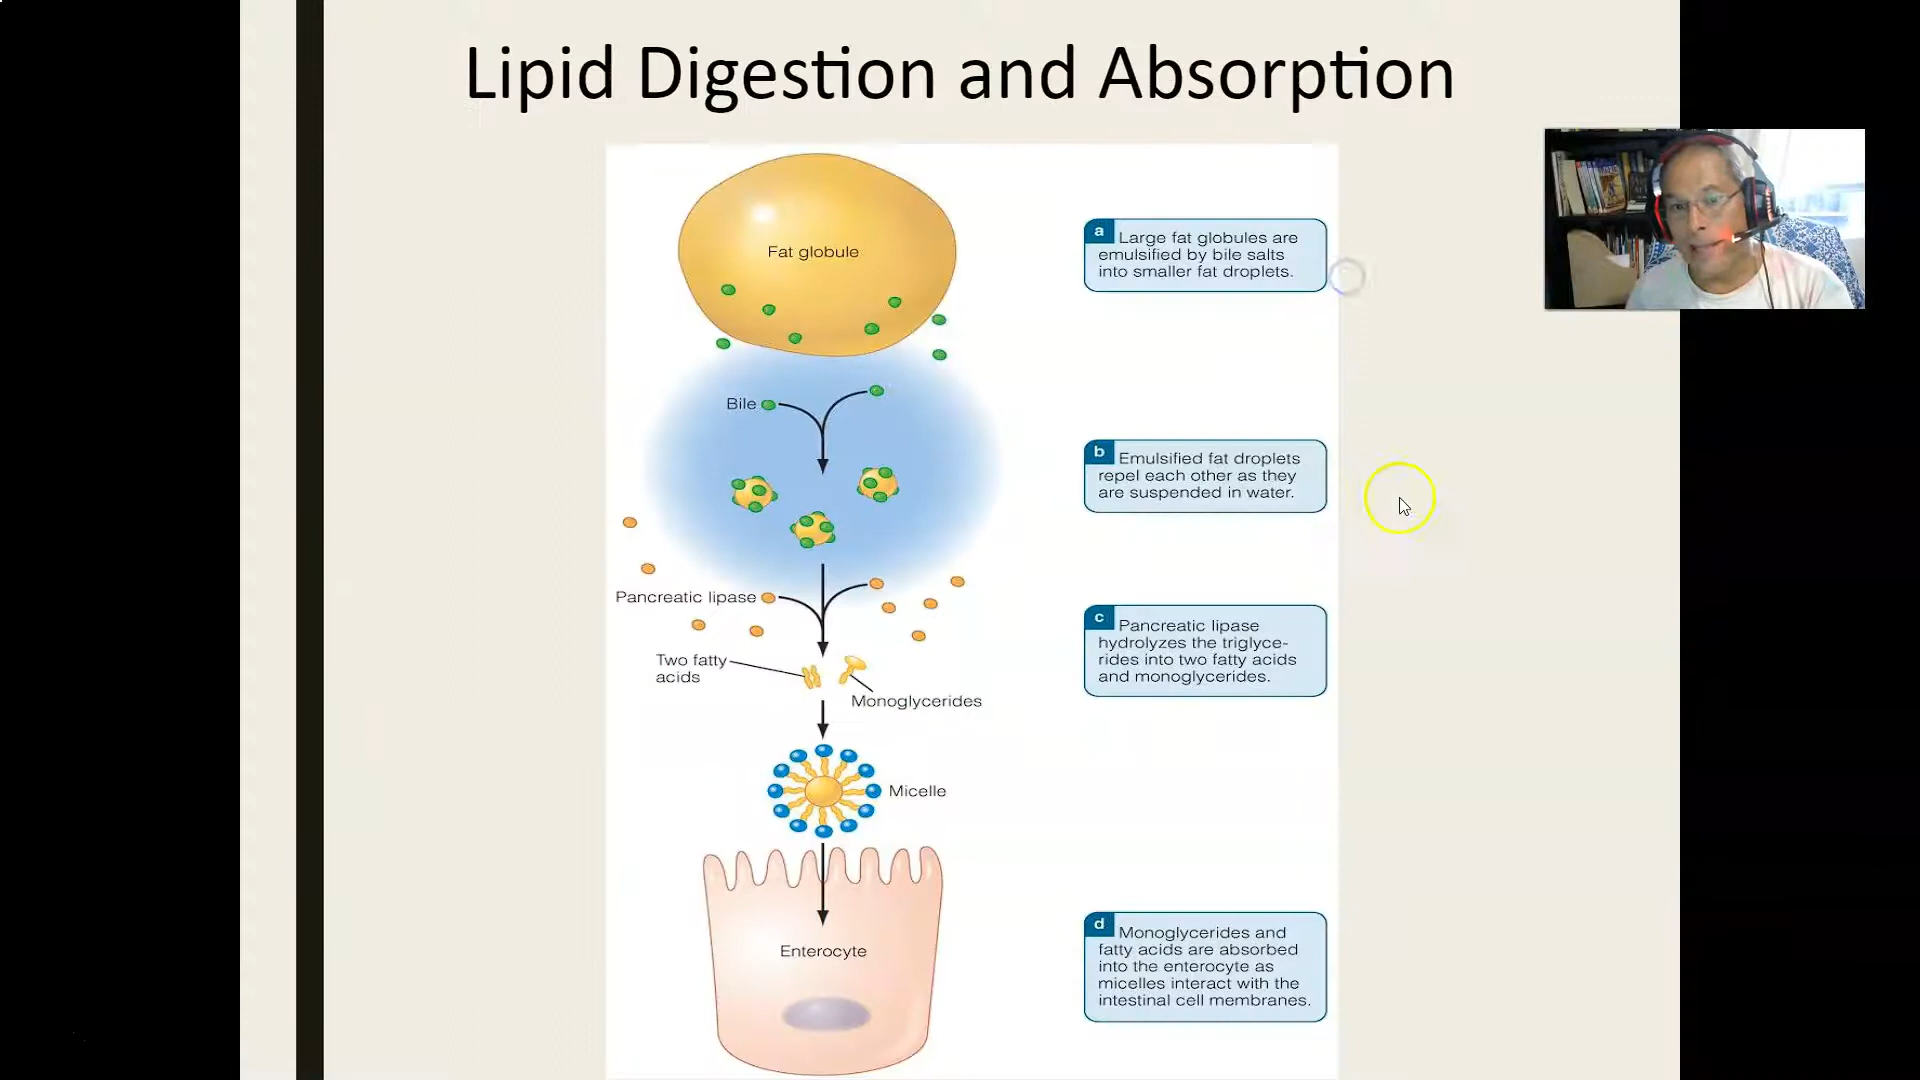 Lipid Digestion and Absorption
Fat globule
a Large fat globules are
emulsified by bile salts
into smaller fat droplets.
Bile
b Emulsified fat droplets
repel each other as they
are suspended in water.
Pancreatic lipase
c Pancreatic lipase
hydrolyzes the triglyce-
rides into two fatty acids
and monoglycerides.
Two fatty
acids
Monoglycerides
Micelle
Enterocyte
d Monoglycerides and
fatty acids are absorbed
into the enterocyte as
micelles interact with the
intestinal cell membranes.